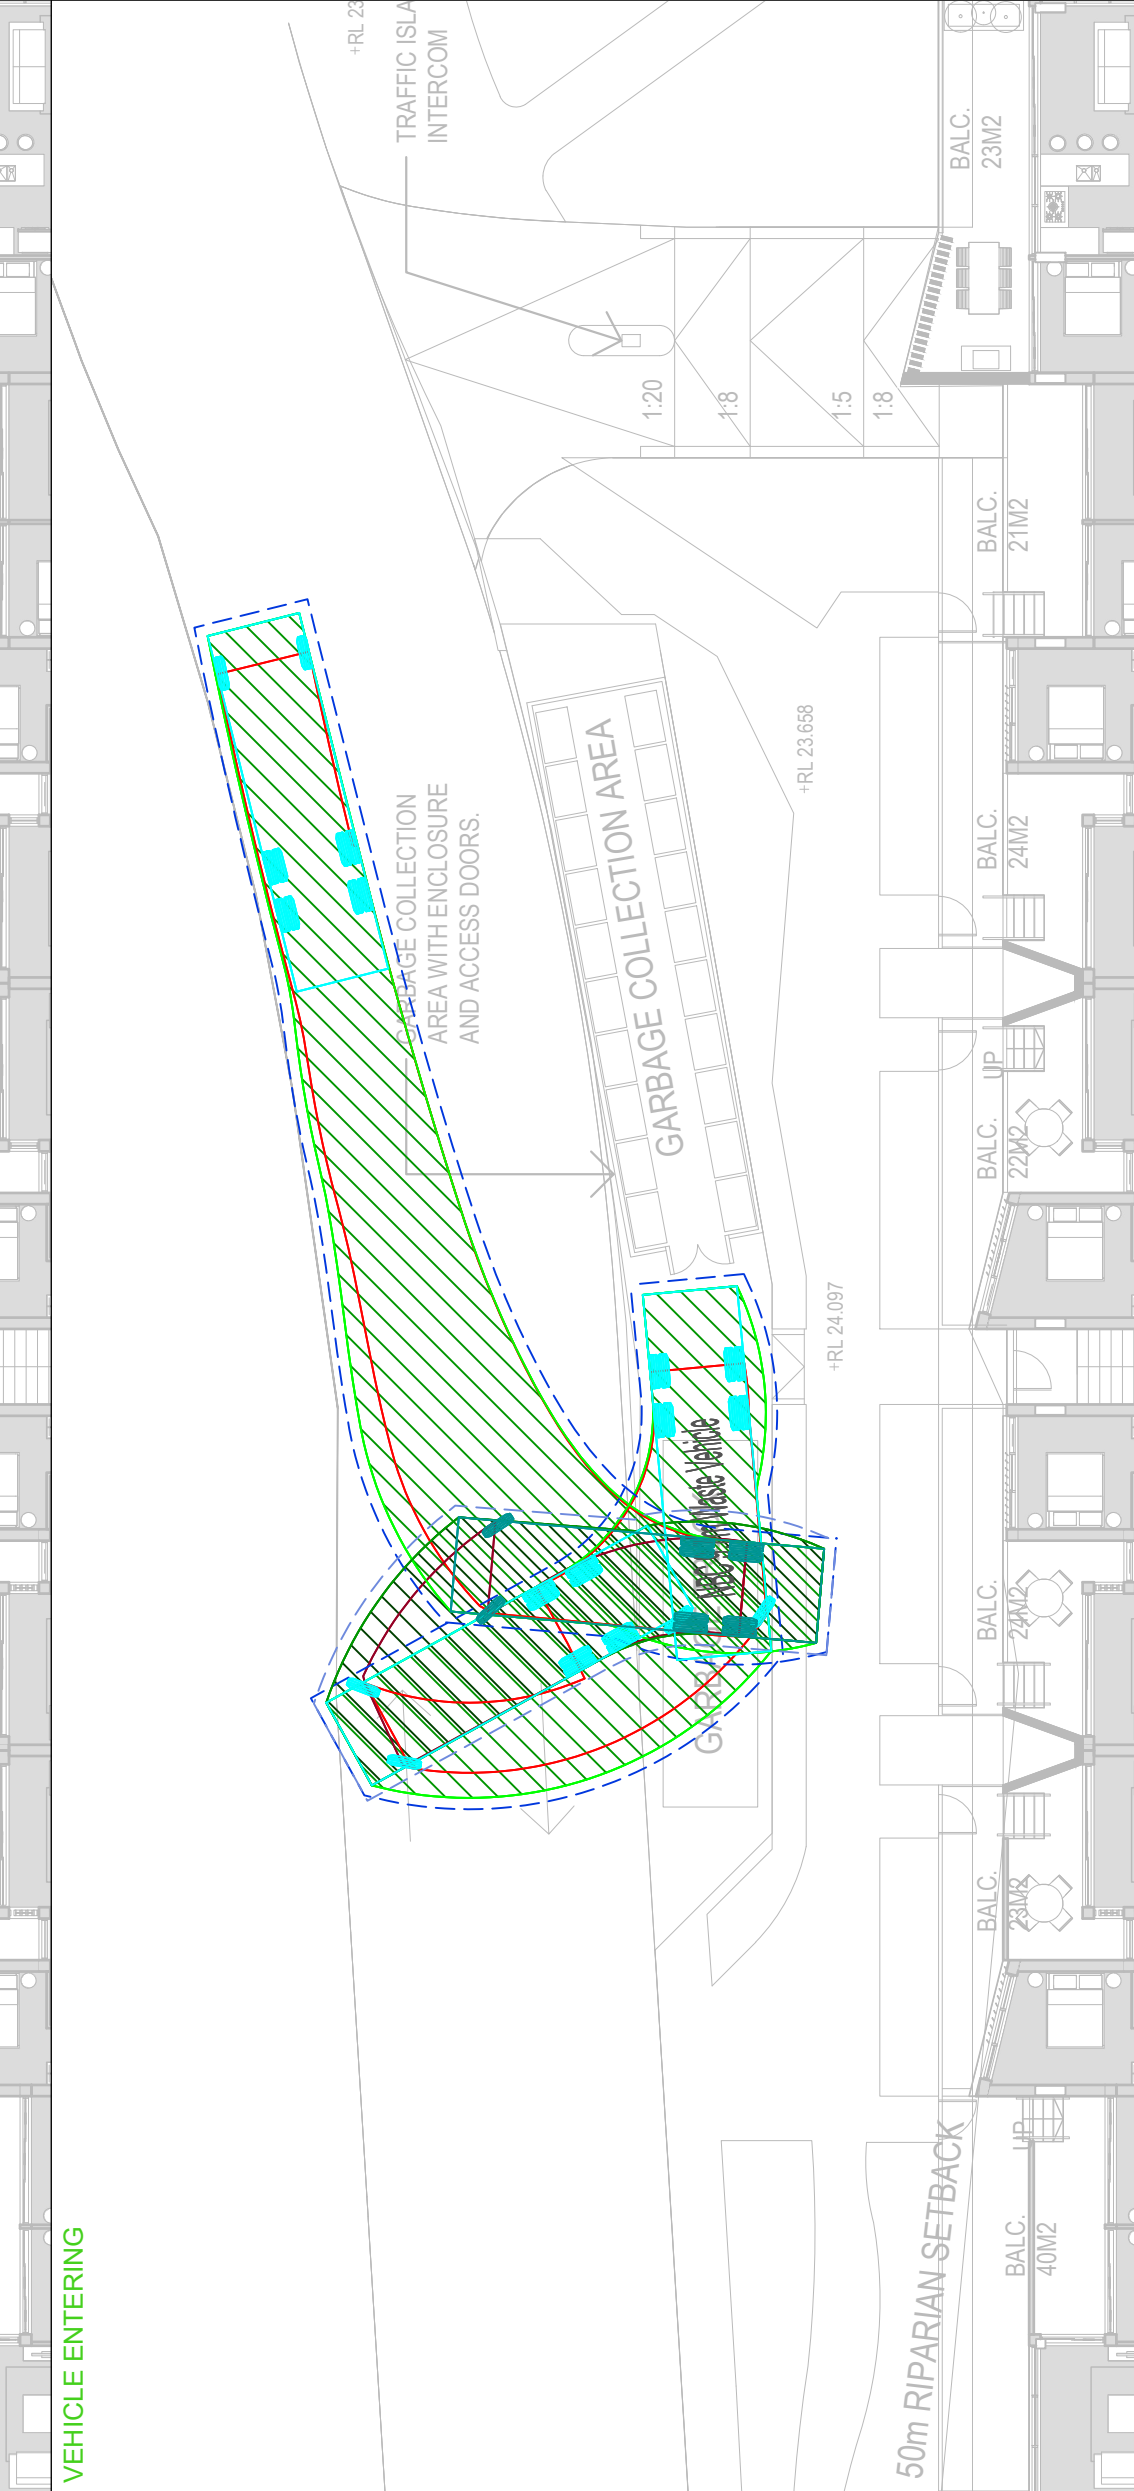 +RL 23
TRAFFIC ISLA
INTERCOM
BALC.
23M2
1:20
1:8
1:5
1:8
BALC.
21M2
+RL 23.658
GARBAGE COLLECTION
AREA WITH ENCLOSURE
AND ACCESS DOORS.
GARBAGE COLLECTION AREA
BALC.
24M2
UP
BALC.
22M2
+RL 24.097
Waste Vehicle
BALC.
24M2
BALC.
23M2
UP
BALC.
40M2
50m RIPARIAN SETBACK
VEHICLE ENTERING